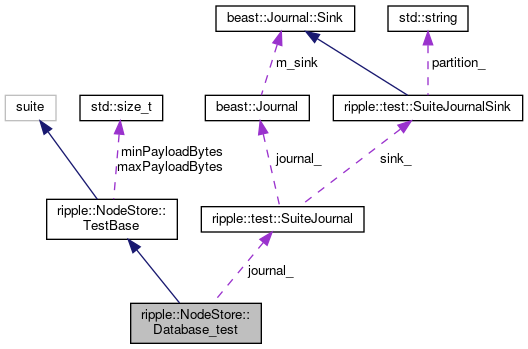 beast::Journal::Sink
std::string
m_sink
partition_
suite
std::size_t
beast::Journal
ripple::test::SuiteJournalSink
minPayloadBytes
maxPayloadBytes
journal_
sink_
ripple::NodeStore::
TestBase
ripple::test::SuiteJournal
journal_
ripple::NodeStore::
Database_test